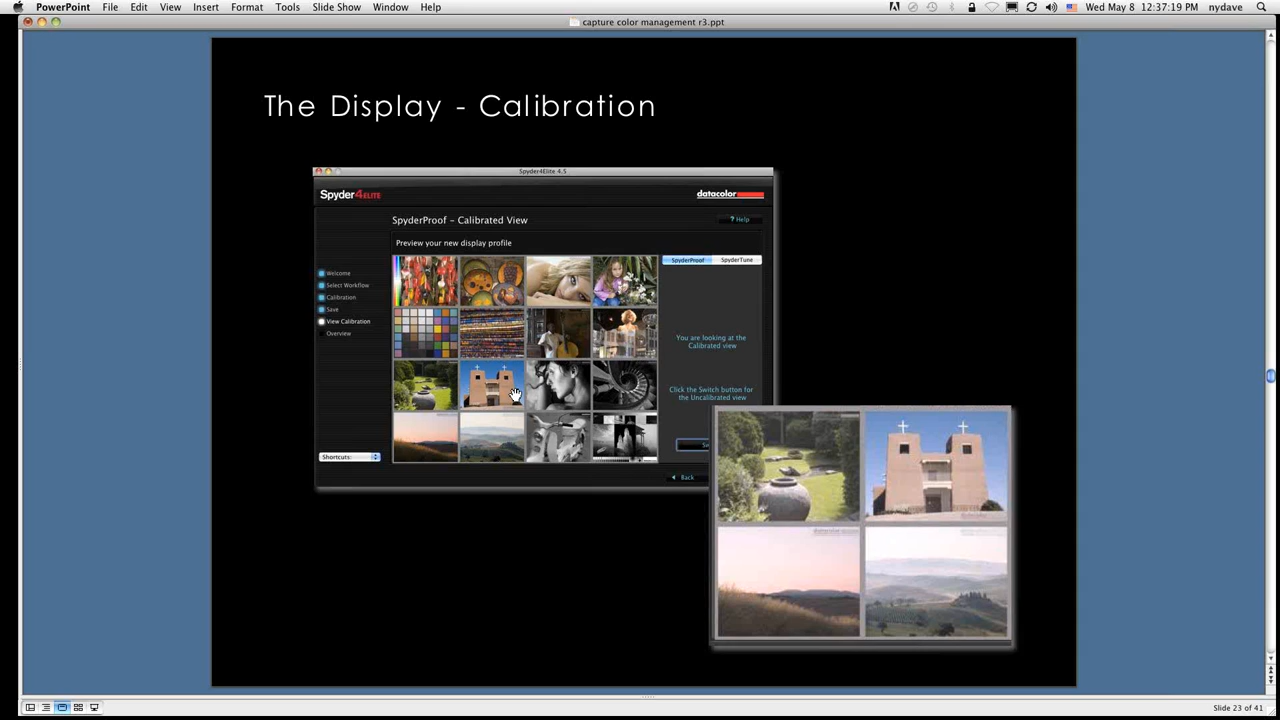 PowerPoint File Edit View Insert Format Tools Slide Show Window Help Wed May 8 12:37:19 PM nydave
capture color management r3.ppt
The Display - Calibration
Spyder4Elite 4.5
Spyder4ELITE datacolor
SpyderProof – Calibrated View ? Help
Preview your new display profile
SpyderProof SpyderTune
Welcome
Select Workflow
Calibration
Save
View Calibration
Overview
You are looking at the
Calibrated view
Click the Switch button for
the Uncalibrated view
Shortcuts:
Back
Slide 23 of 41